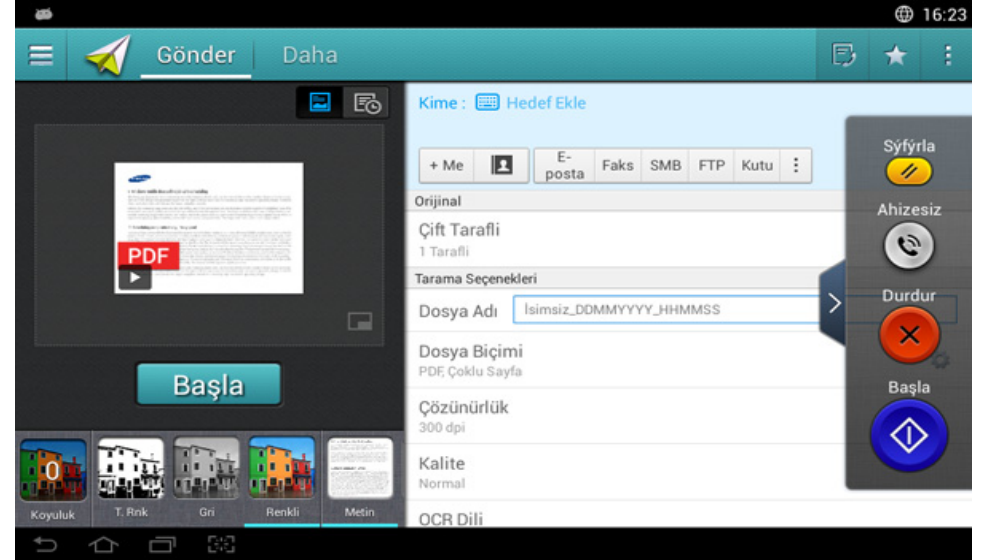 16:23
Gönder
Daha
Kime :
Hedef Ekle
+ Me
E-
posta
Faks
SMB
FTP
Kutu
Orijinal
Çift Tarafli
1 Tarafli
Tarama Seçenekleri
Dosya Adı
İsimsiz_DDMMYYYY_HHMMSS
Dosya Biçimi
PDF, Çoklu Sayfa
Çözünürlük
300 dpi
Kalite
Normal
OCR Dili
PDF
Başla
0
Koyuluk
T. Rnk
Gri
Renkli
Metin
Sýfýrla
Ahizesiz
Durdur
Başla